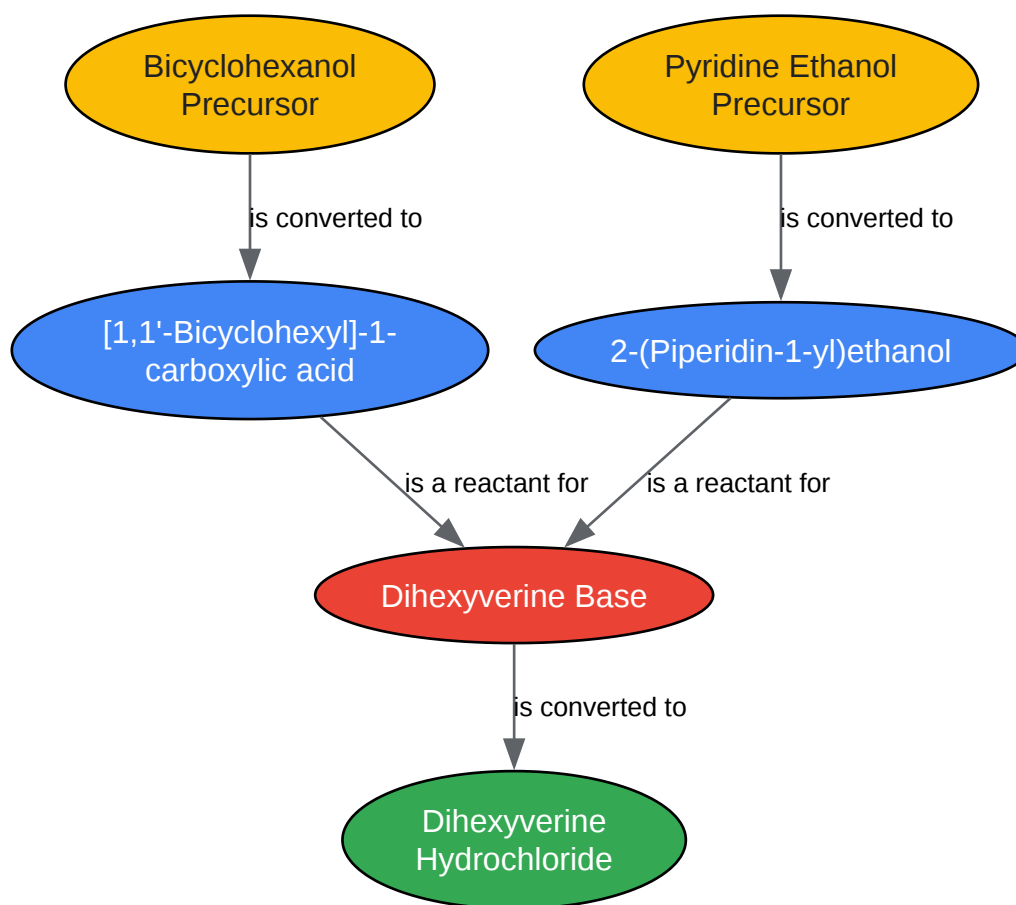 Bicyclohexanol
Precursor
Pyridine Ethanol
Precursor
is converted to
is converted to
[1,1'-Bicyclohexyl]-1-
carboxylic acid
2-(Piperidin-1-yl)ethanol
is a reactant for
is a reactant for
Dihexyverine Base
is converted to
Dihexyverine
Hydrochloride